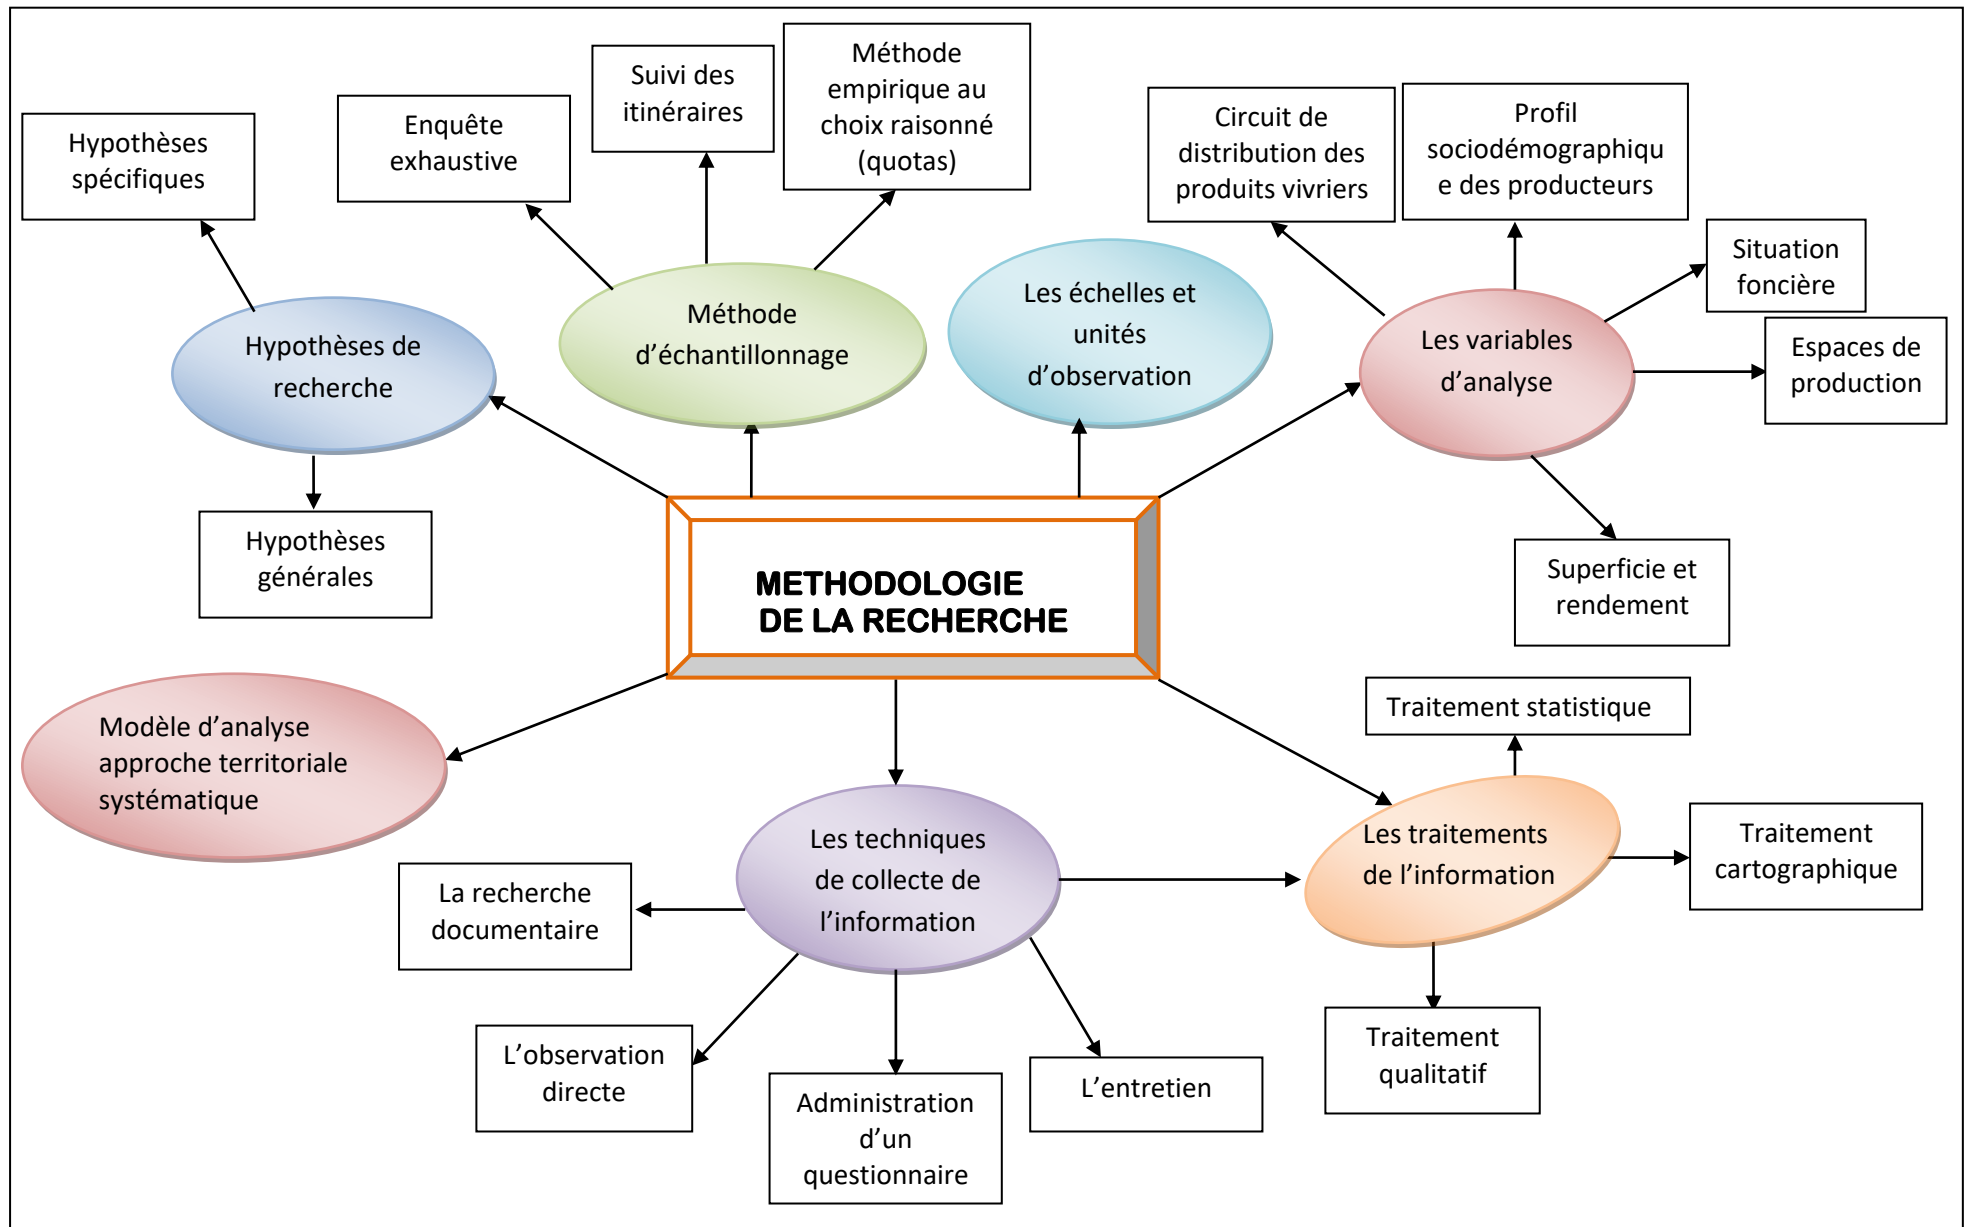 Hypothèses
spécifiques
Enquête
exhaustive
Suivi des
itinéraires
Méthode
empirique au
choix raisonné
(quotas)
Circuit de
distribution des
produits vivriers
Profil
sociodémographiqu
e des producteurs
Situation
foncière
Espaces de
production
Hypothèses de
recherche
Méthode
d’échantillonnage
Les échelles et
unités
d’observation
Les variables
d’analyse
Hypothèses
générales
METHODOLOGIE
DE LA RECHERCHE
Superficie et
rendement
Modèle d’analyse
approche territoriale
systématique
Les techniques
de collecte de
l’information
Traitement statistique
Les traitements
de l’information
Traitement
cartographique
La recherche
documentaire
L’observation
directe
Administration
d’un
questionnaire
L’entretien
Traitement
qualitatif